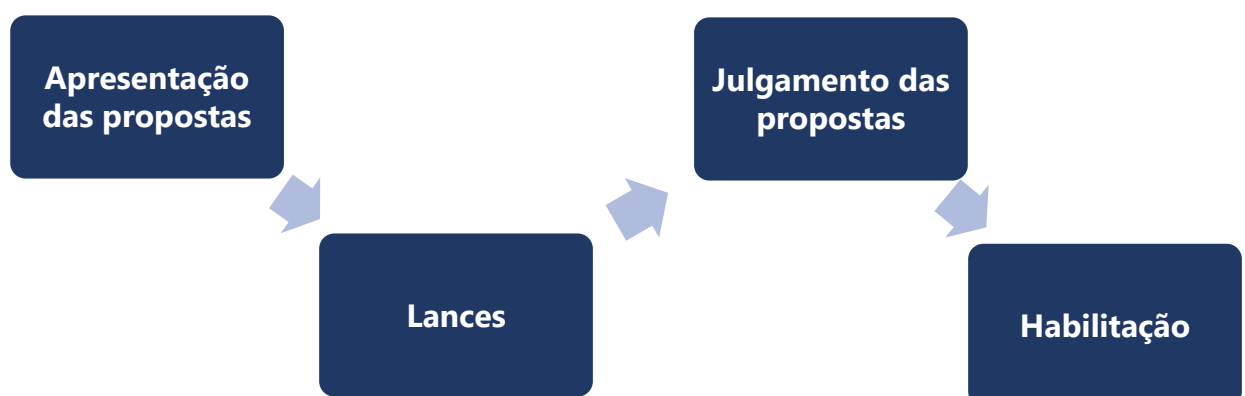 Apresentação
das propostas
Lances
Julgamento das
propostas
Habilitação